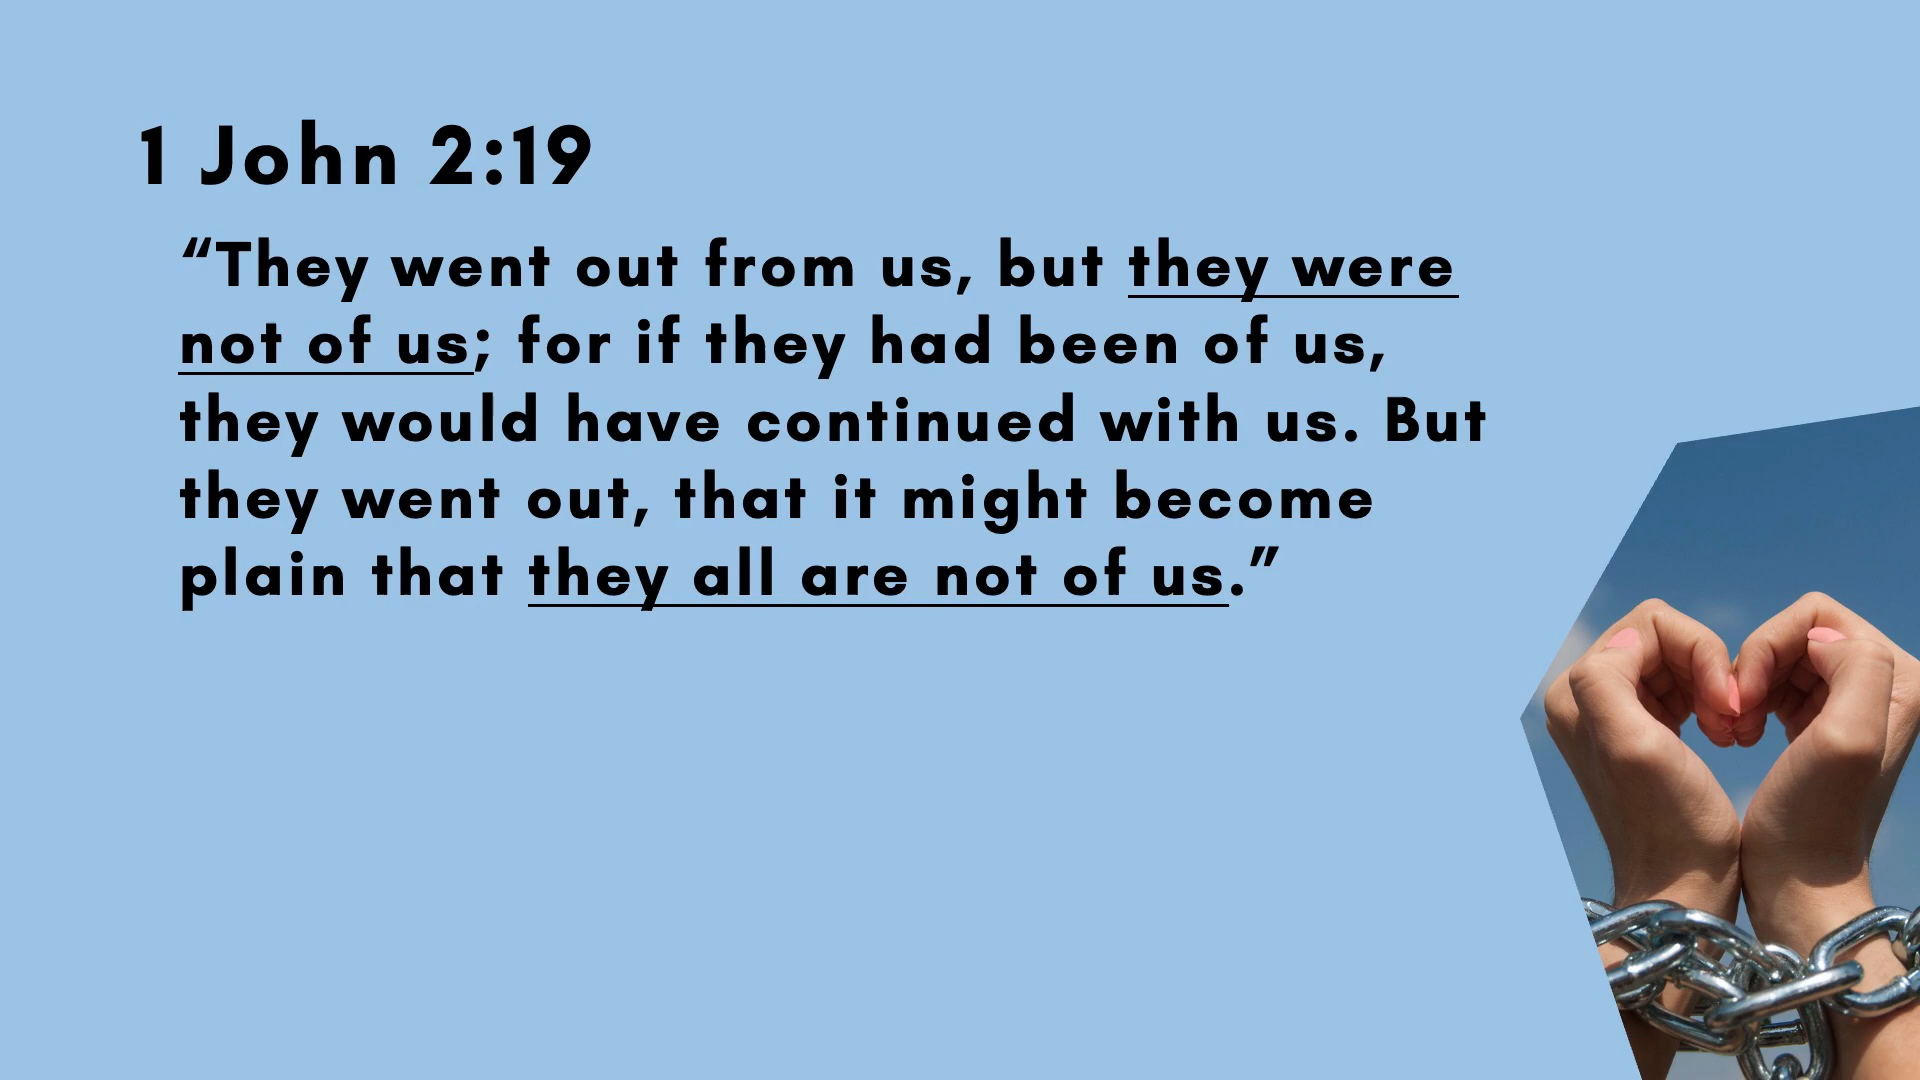 1 John 2:19
“They went out from us, but they were
not of us; for if they had been of us,
they would have continued with us. But
they went out, that it might become
plain that they all are not of us.”